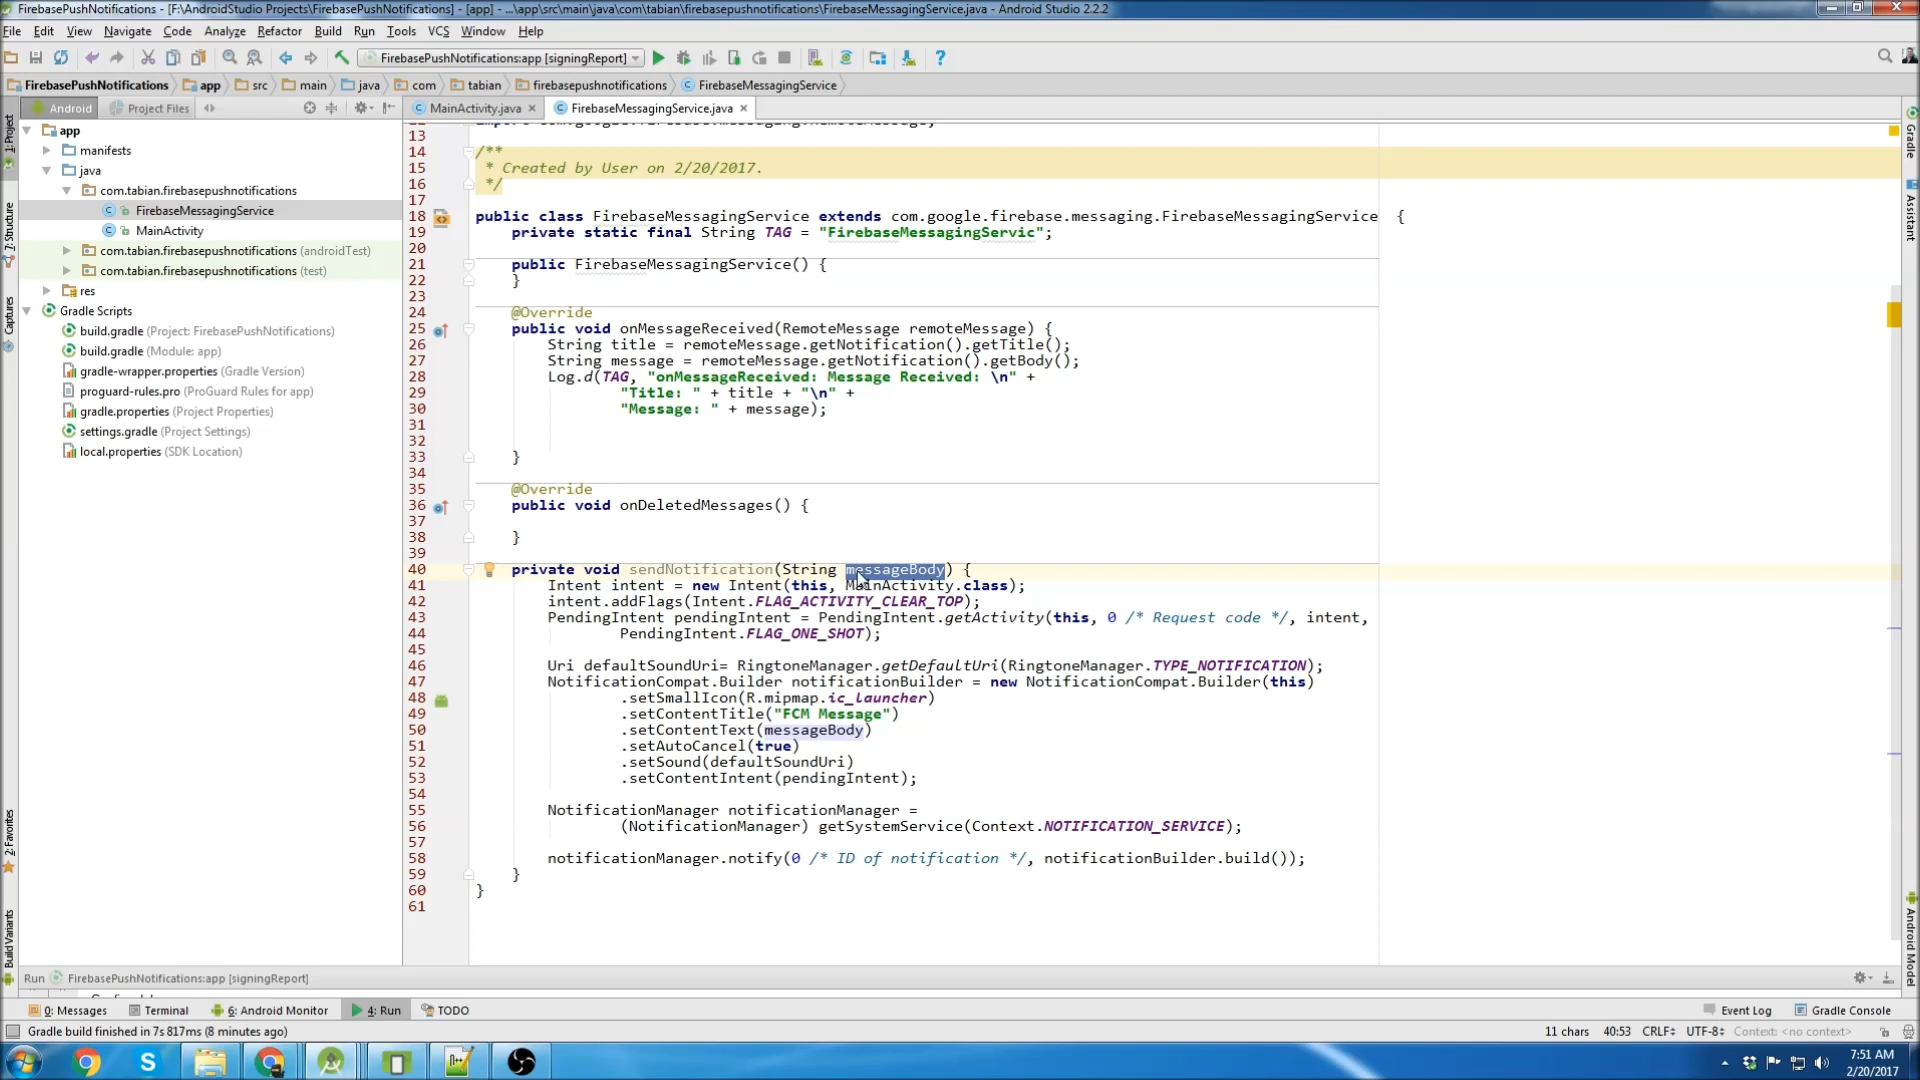 FirebasePushNotifications - [F:\AndroidStudio Projects\FirebasePushNotifications] - [app] - ...\app\src\main\java\com\tabian\firebasepushnotifications\FirebaseMessagingService.java - Android Studio 2.2.2
File Edit View Navigate Code Analyze Refactor Build Run Tools VCS Window Help
FirebasePushNotifications:app [signingReport]
FirebasePushNotifications app src main java com tabian firebasepushnotifications FirebaseMessagingService
Android Project Files MainActivity.java FirebaseMessagingService.java
1: Project
7: Structure
Captures
2: Favorites
Build Variants
app
manifests
java
com.tabian.firebasepushnotifications
FirebaseMessagingService
MainActivity
com.tabian.firebasepushnotifications (androidTest)
com.tabian.firebasepushnotifications (test)
res
Gradle Scripts
build.gradle (Project: FirebasePushNotifications)
build.gradle (Module: app)
gradle-wrapper.properties (Gradle Version)
proguard-rules.pro (ProGuard Rules for app)
gradle.properties (Project Properties)
settings.gradle (Project Settings)
local.properties (SDK Location)
13
14 /**
15 * Created by User on 2/20/2017.
16 */
17
18 public class FirebaseMessagingService extends com.google.firebase.messaging.FirebaseMessagingService {
19 private static final String TAG = "FirebaseMessagingServic";
20
21 public FirebaseMessagingService() {
22 }
23
24 @Override
25 public void onMessageReceived(RemoteMessage remoteMessage) {
26 String title = remoteMessage.getNotification().getTitle();
27 String message = remoteMessage.getNotification().getBody();
28 Log.d(TAG, "onMessageReceived: Message Received: \n" +
29 "Title: " + title + "\n" +
30 "Message: " + message);
31
32
33 }
34
35 @Override
36 public void onDeletedMessages() {
37
38 }
39
40 private void sendNotification(String messageBody) {
41 Intent intent = new Intent(this, MainActivity.class);
42 intent.addFlags(Intent.FLAG_ACTIVITY_CLEAR_TOP);
43 PendingIntent pendingIntent = PendingIntent.getActivity(this, 0 /* Request code */, intent,
44 PendingIntent.FLAG_ONE_SHOT);
45
46 Uri defaultSoundUri= RingtoneManager.getDefaultUri(RingtoneManager.TYPE_NOTIFICATION);
47 NotificationCompat.Builder notificationBuilder = new NotificationCompat.Builder(this)
48 .setSmallIcon(R.mipmap.ic_launcher)
49 .setContentTitle("FCM Message")
50 .setContentText(messageBody)
51 .setAutoCancel(true)
52 .setSound(defaultSoundUri)
53 .setContentIntent(pendingIntent);
54
55 NotificationManager notificationManager =
56 (NotificationManager) getSystemService(Context.NOTIFICATION_SERVICE);
57
58 notificationManager.notify(0 /* ID of notification */, notificationBuilder.build());
59 }
60 }
61
Gradle
Assistant
Android Model
Run FirebasePushNotifications:app [signingReport]
0: Messages Terminal 6: Android Monitor 4: Run TODO Event Log Gradle Console
Gradle build finished in 7s 817ms (8 minutes ago) 11 chars 40:53 CRLF÷ UTF-8÷ Context: <no context>
7:51 AM
2/20/2017